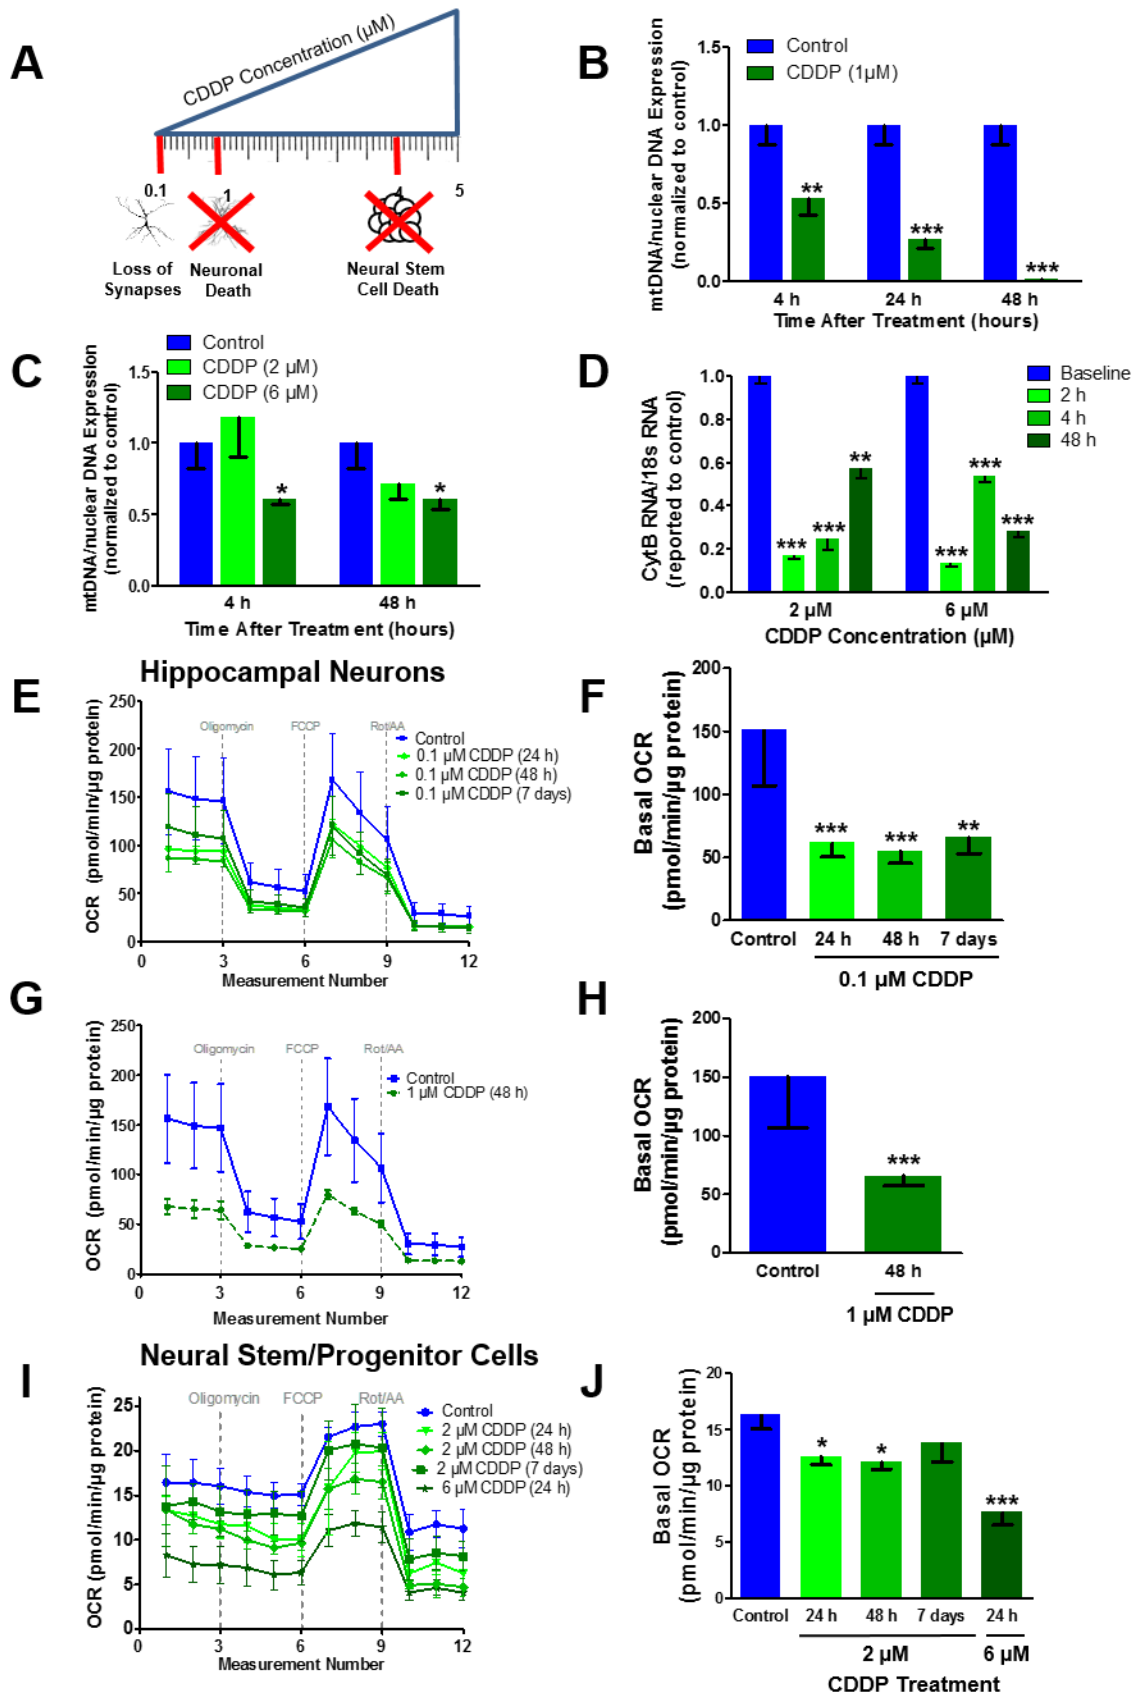 A
CDDP Concentration (µM)
0.1
1
4
5
Loss of
Synapses
Neuronal
Death
Neural Stem
Cell Death
B
Control
CDDP (1µM)
mtDNA/nuclear DNA Expression
(normalized to control)
1.5
1.0
0.5
0.0
**
***
***
4 h
24 h
48 h
Time After Treatment (hours)
C
Control
CDDP (2 µM)
CDDP (6 µM)
mtDNA/nuclear DNA Expression
(normalized to control)
1.5
1.0
0.5
0.0
*
*
4 h
48 h
Time After Treatment (hours)
D
Baseline
2 h
4 h
48 h
CytB RNA/18s RNA
(reported to control)
1.0
0.8
0.6
0.4
0.2
0.0
***
***
**
***
***
***
2 µM
6 µM
CDDP Concentration (µM)
Hippocampal Neurons
E
OCR (pmol/min/µg protein)
250
200
150
100
50
0
Oligomycin
FCCP
Rot/AA
Control
0.1 µM CDDP (24 h)
0.1 µM CDDP (48 h)
0.1 µM CDDP (7 days)
0
3
6
9
12
Measurement Number
F
Basal OCR
(pmol/min/µg protein)
200
150
100
50
0
***
***
**
Control
24 h
48 h
7 days
0.1 µM CDDP
G
OCR (pmol/min/µg protein)
250
200
150
100
50
0
Oligomycin
FCCP
Rot/AA
Control
1 µM CDDP (48 h)
0
3
6
9
12
Measurement Number
H
Basal OCR
(pmol/min/µg protein)
200
150
100
50
0
***
Control
48 h
1 µM CDDP
Neural Stem/Progenitor Cells
I
OCR (pmol/min/µg protein)
25
20
15
10
5
0
Oligomycin
FCCP
Rot/AA
Control
2 µM CDDP (24 h)
2 µM CDDP (48 h)
2 µM CDDP (7 days)
6 µM CDDP (24 h)
0
3
6
9
12
Measurement Number
J
Basal OCR
(pmol/min/µg protein)
20
15
10
5
0
*
*
***
Control
24 h
48 h
7 days
24 h
2 µM
6 µM
CDDP Treatment